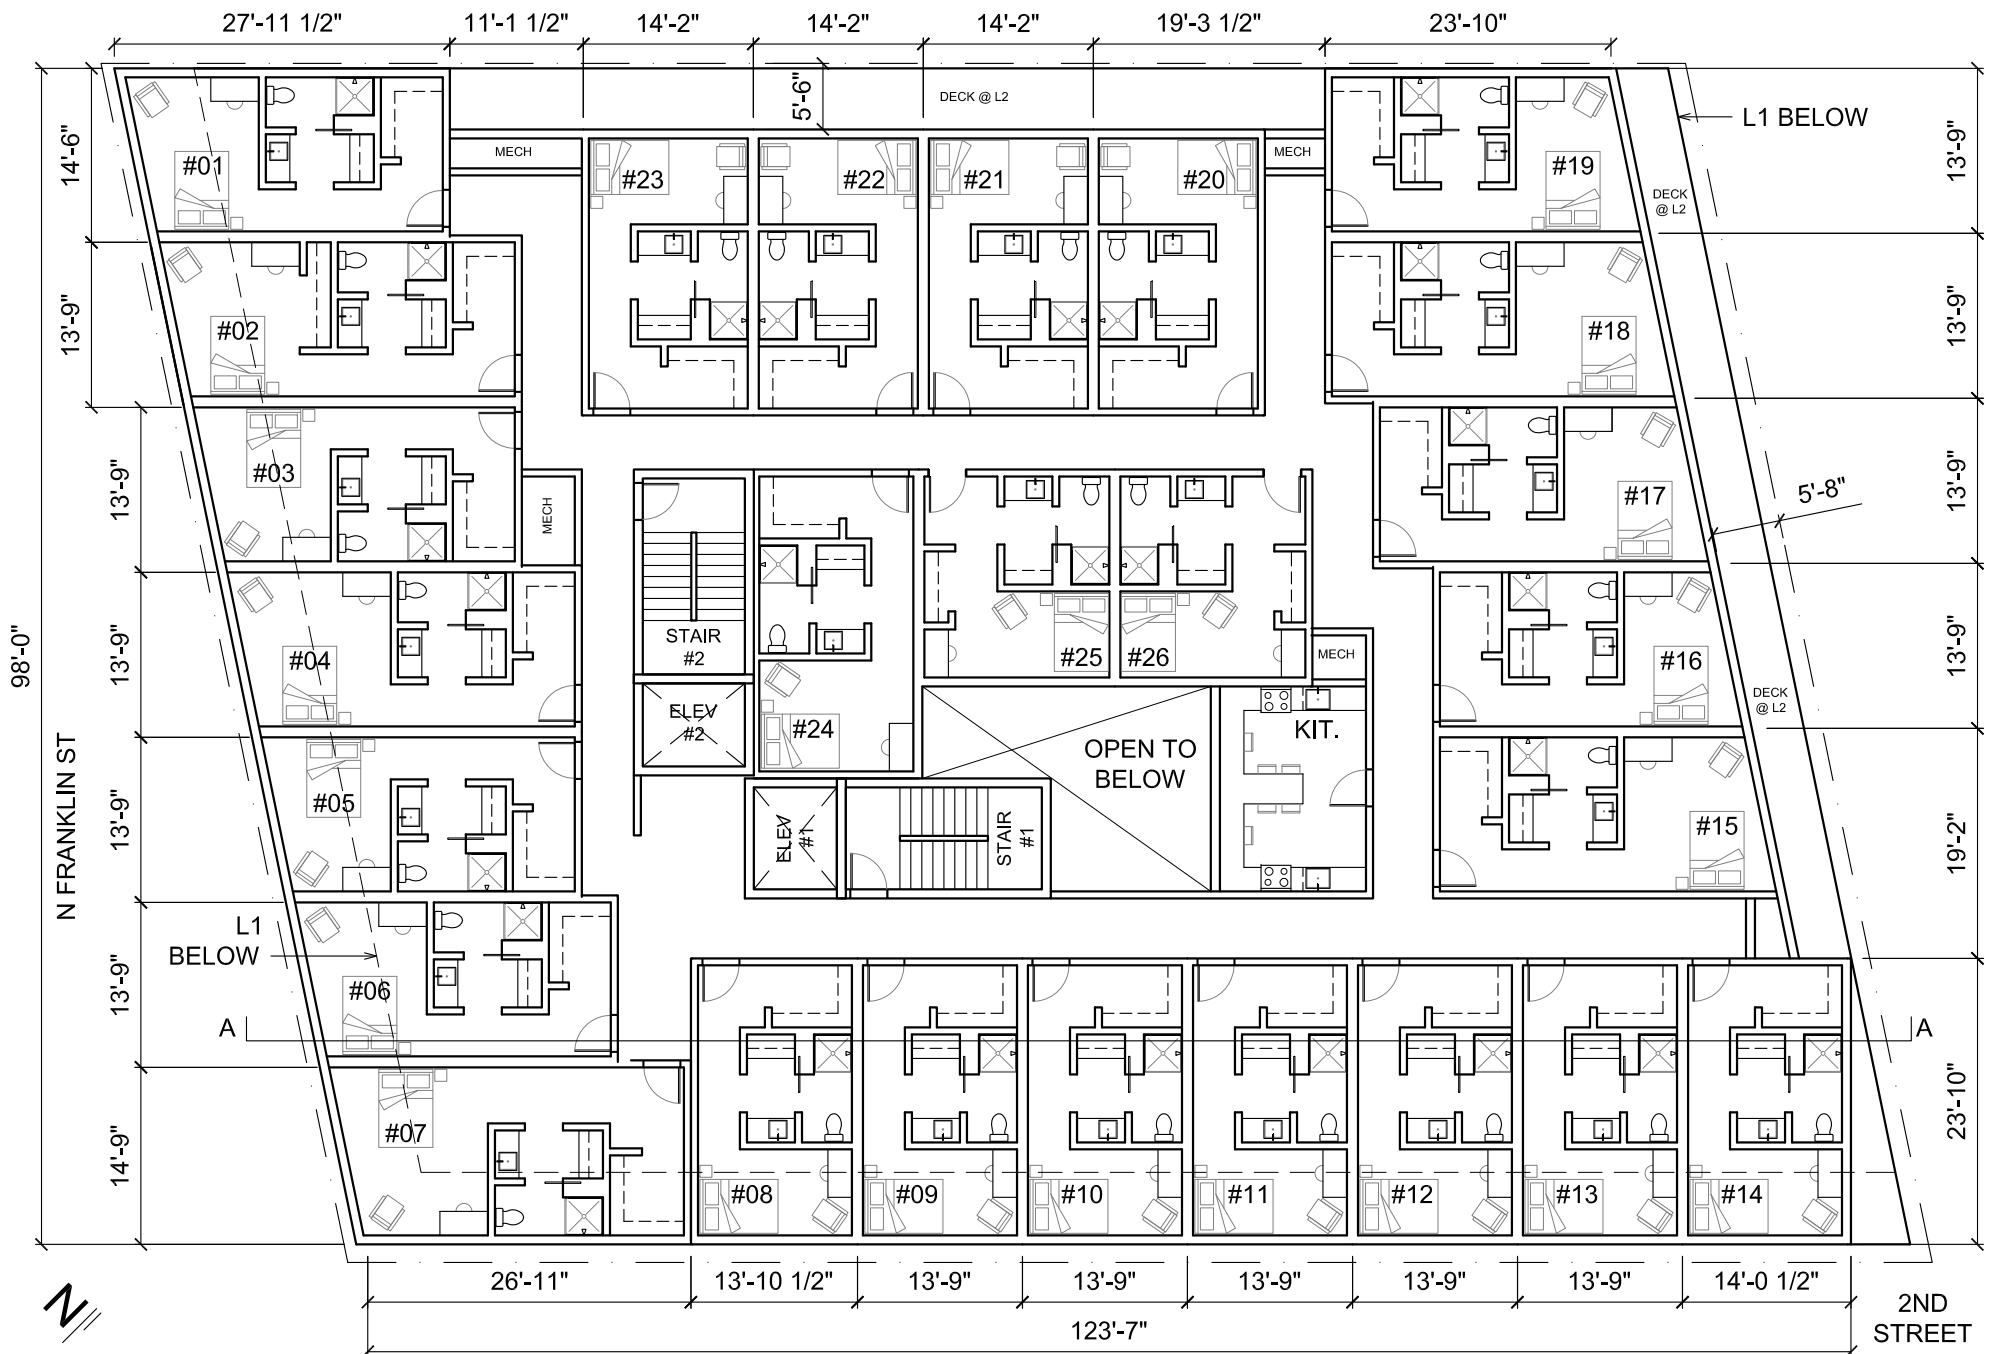 27'-11 1/2"
11'-1 1/2"
14'-2"
14'-2"
14'-2"
19'-3 1/2"
23'-10"
5'-6"
DECK @ L2
L1 BELOW
14'-6"
13'-9"
MECH
MECH
#01
#23
#22
#21
#20
#19
DECK
@ L2
13'-9"
13'-9"
#02
#18
#03
13'-9"
MECH
#17
13'-9"
5'-8"
98'-0"
13'-9"
#04
STAIR
#2
#25
#26
MECH
#16
13'-9"
DECK
@ L2
ELEV
#2
#24
OPEN TO
BELOW
KIT.
N FRANKLIN ST
13'-9"
#05
ELEV
#1
STAIR
#1
#15
19'-2"
L1
BELOW
13'-9"
#06
A
A
14'-9"
#07
23'-10"
#08
#09
#10
#11
#12
#13
#14
N
26'-11"
13'-10 1/2"
13'-9"
13'-9"
13'-9"
13'-9"
13'-9"
14'-0 1/2"
123'-7"
2ND
STREET